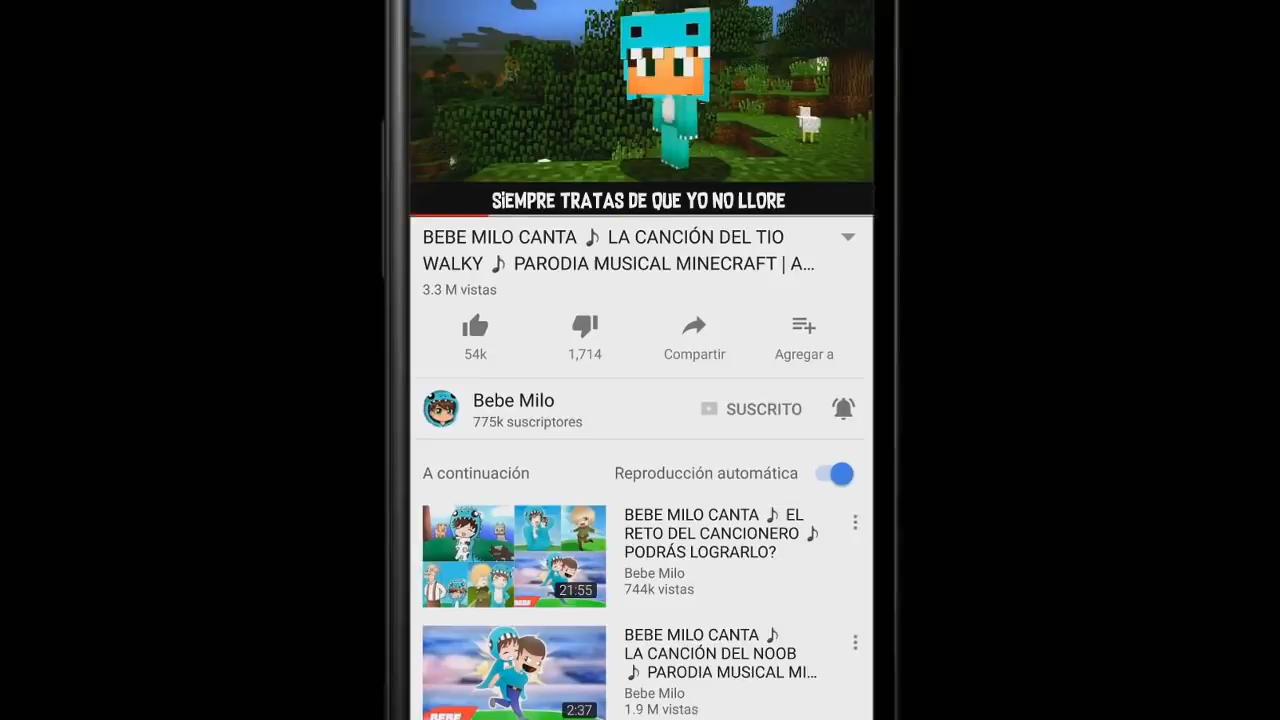 SIEMPRE TRATAS DE QUE YO NO LLORE
BEBE MILO CANTA 🎵 LA CANCIÓN DEL TIO
WALKY 🎵 PARODIA MUSICAL MINECRAFT | A...
3.3 M vistas
54k
1,714
Compartir
Agregar a
Bebe Milo
SUSCRITO
775k suscriptores
A continuación
Reproducción automática
BEBE MILO CANTA 🎵 EL
RETO DEL CANCIONERO 🎵
PODRÁS LOGRARLO?
Bebe Milo
744k vistas
21:55
BEBE
BEBE MILO CANTA 🎵
LA CANCIÓN DEL NOOB
🎵 PARODIA MUSICAL MI...
Bebe Milo
1.9 M vistas
2:37
BEBE